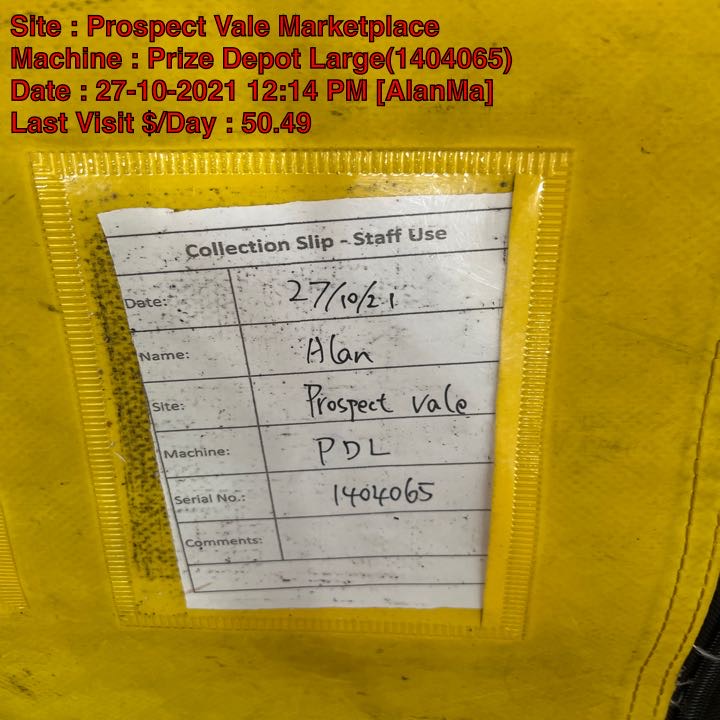 Site : Prospect Vale Marketplace
Machine : Prize Depot Large(1404065)
Date : 27-10-2021 12:14 PM [AlanMa]
Last Visit $/Day : 50.49
Collection Slip - Staff Use
Date: 27/10/21
Name: Alan
Site: Prospect vale
Machine: PDL
Serial No.: 1404065
Comments: